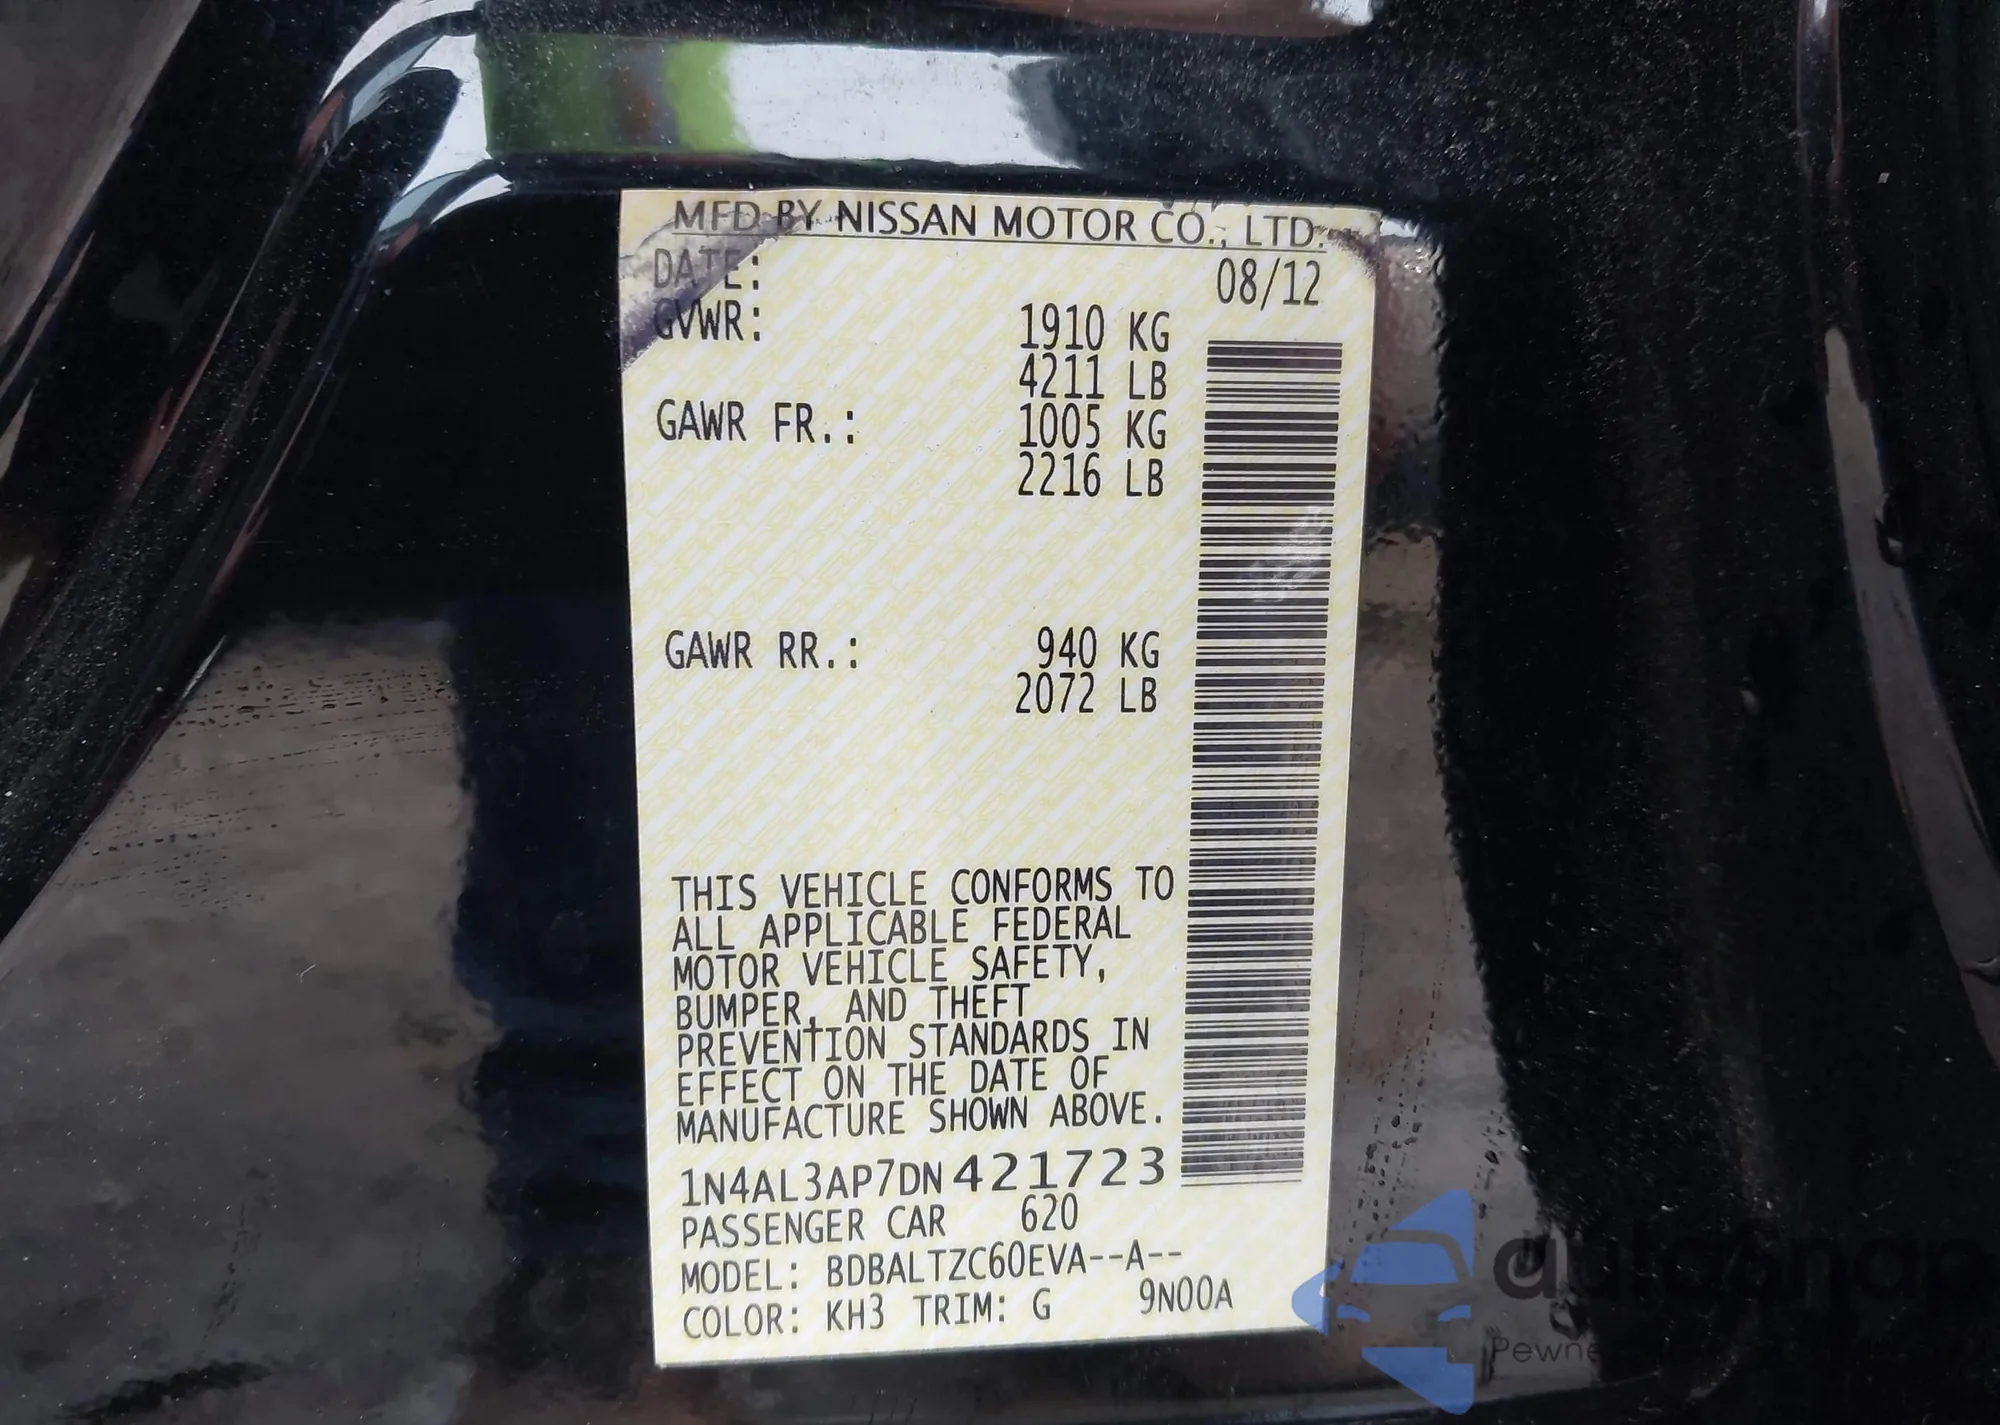 MFD BY NISSAN MOTOR CO., LTD.
DATE: 08/12
GVWR: 1910 KG
4211 LB
GAWR FR.: 1005 KG
2216 LB
GAWR RR.: 940 KG
2072 LB
THIS VEHICLE CONFORMS TO
ALL APPLICABLE FEDERAL
MOTOR VEHICLE SAFETY,
BUMPER, AND THEFT
PREVENTION STANDARDS IN
EFFECT ON THE DATE OF
MANUFACTURE SHOWN ABOVE.
1N4AL3AP7DN421723
PASSENGER CAR 620
MODEL: BDBALTZC60EVA--A--
COLOR: KH3 TRIM: G 9N00A